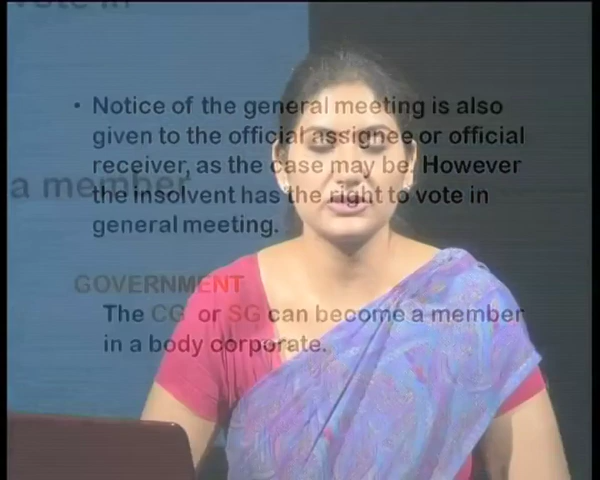 vote in
• Notice of the general meeting is also
given to the official assignee or official
receiver, as the case may be. However
a member
the insolvent has the right to vote in
general meeting.
GOVERNMENT
The CG or SG can become a member
in a body corporate.